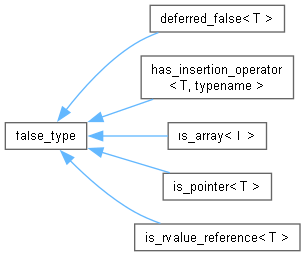 deferred_false< T >
has_insertion_operator
< T, typename >
false_type
is_array< T >
is_pointer< T >
is_rvalue_reference< T >